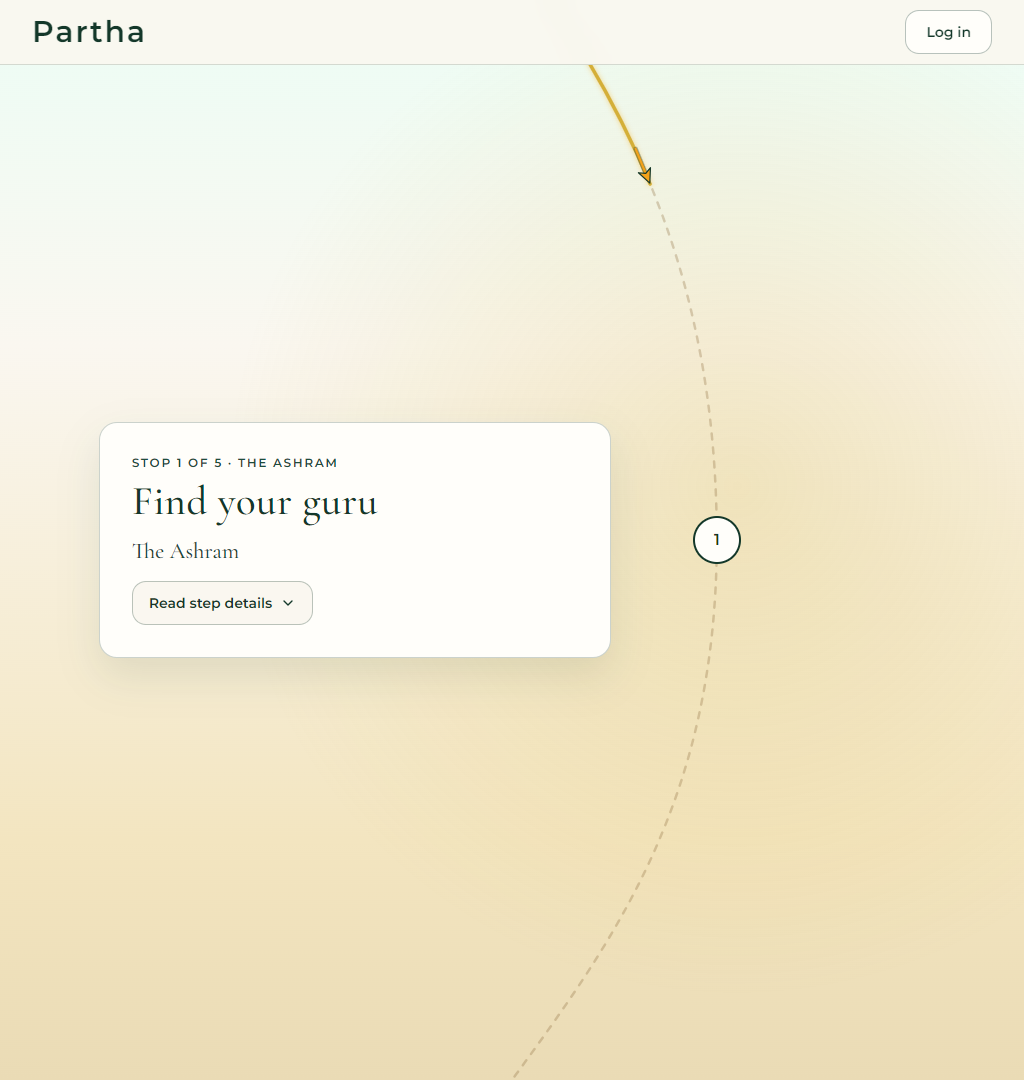 Partha
Log in
STOP 1 OF 5 · THE ASHRAM
Find your guru
The Ashram
Read step details
1